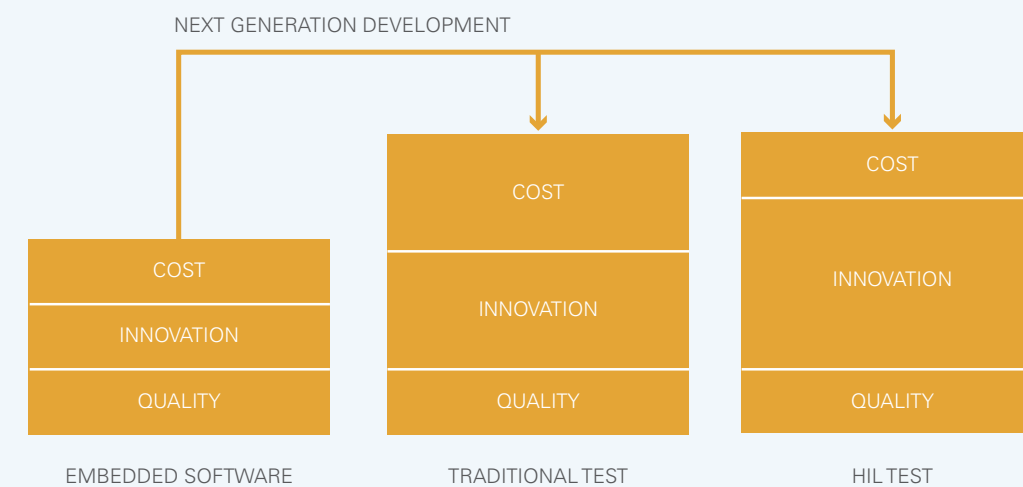 NEXT GENERATION DEVELOPMENT
COST
INNOVATION
QUALITY
EMBEDDED SOFTWARE
COST
INNOVATION
QUALITY
TRADITIONAL TEST
COST
INNOVATION
QUALITY
HIL TEST